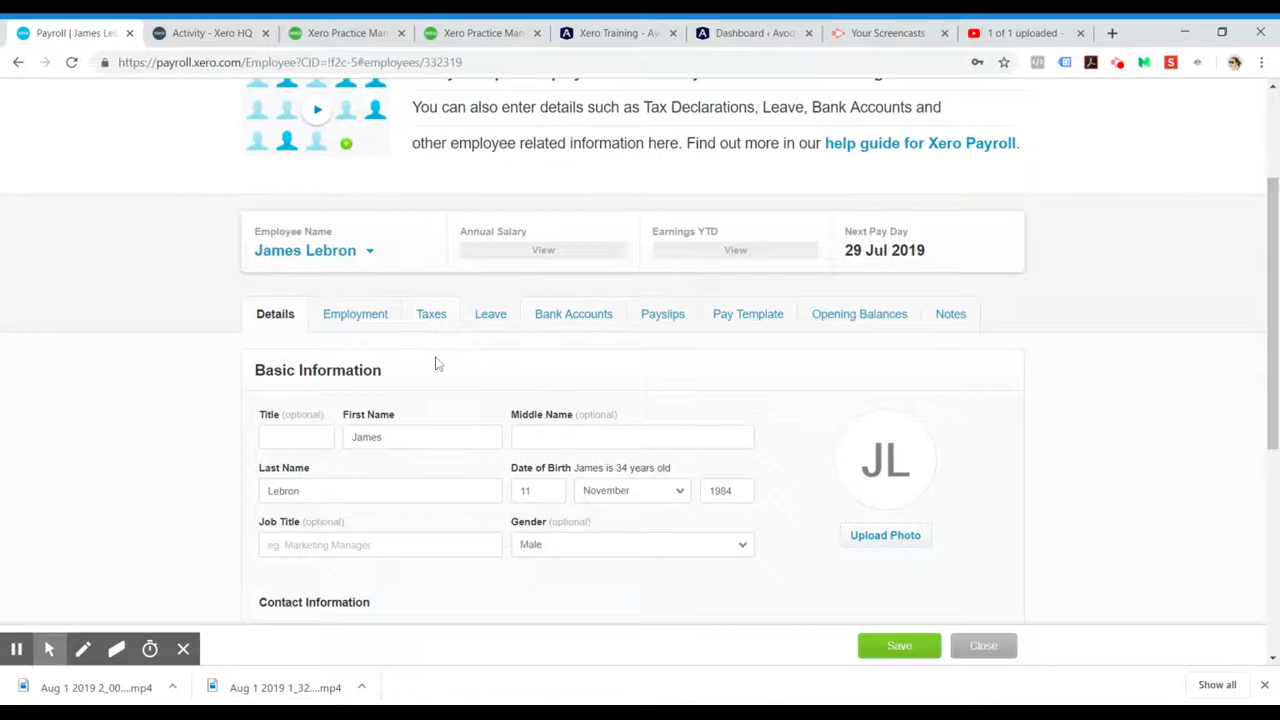 Payroll | James Leb
Activity - Xero HQ
Xero Practice Man
Xero Practice Man
Xero Training - Av
Dashboard ‹ Avod
Your Screencasts
1 of 1 uploaded -
https://payroll.xero.com/Employee?CID=!f2c-5#employees/332319
You can also enter details such as Tax Declarations, Leave, Bank Accounts and
other employee related information here. Find out more in our help guide for Xero Payroll.
Employee Name
James Lebron
Annual Salary
View
Earnings YTD
View
Next Pay Day
29 Jul 2019
Details Employment Taxes Leave Bank Accounts Payslips Pay Template Opening Balances Notes
Basic Information
Title (optional)
First Name
James
Middle Name (optional)
JL
Last Name
Lebron
Date of Birth James is 34 years old
11 November 1984
Upload Photo
Job Title (optional)
eg. Marketing Manager
Gender (optional)
Male
Contact Information
Save Close
Aug 1 2019 2_00....mp4
Aug 1 2019 1_32....mp4
Show all